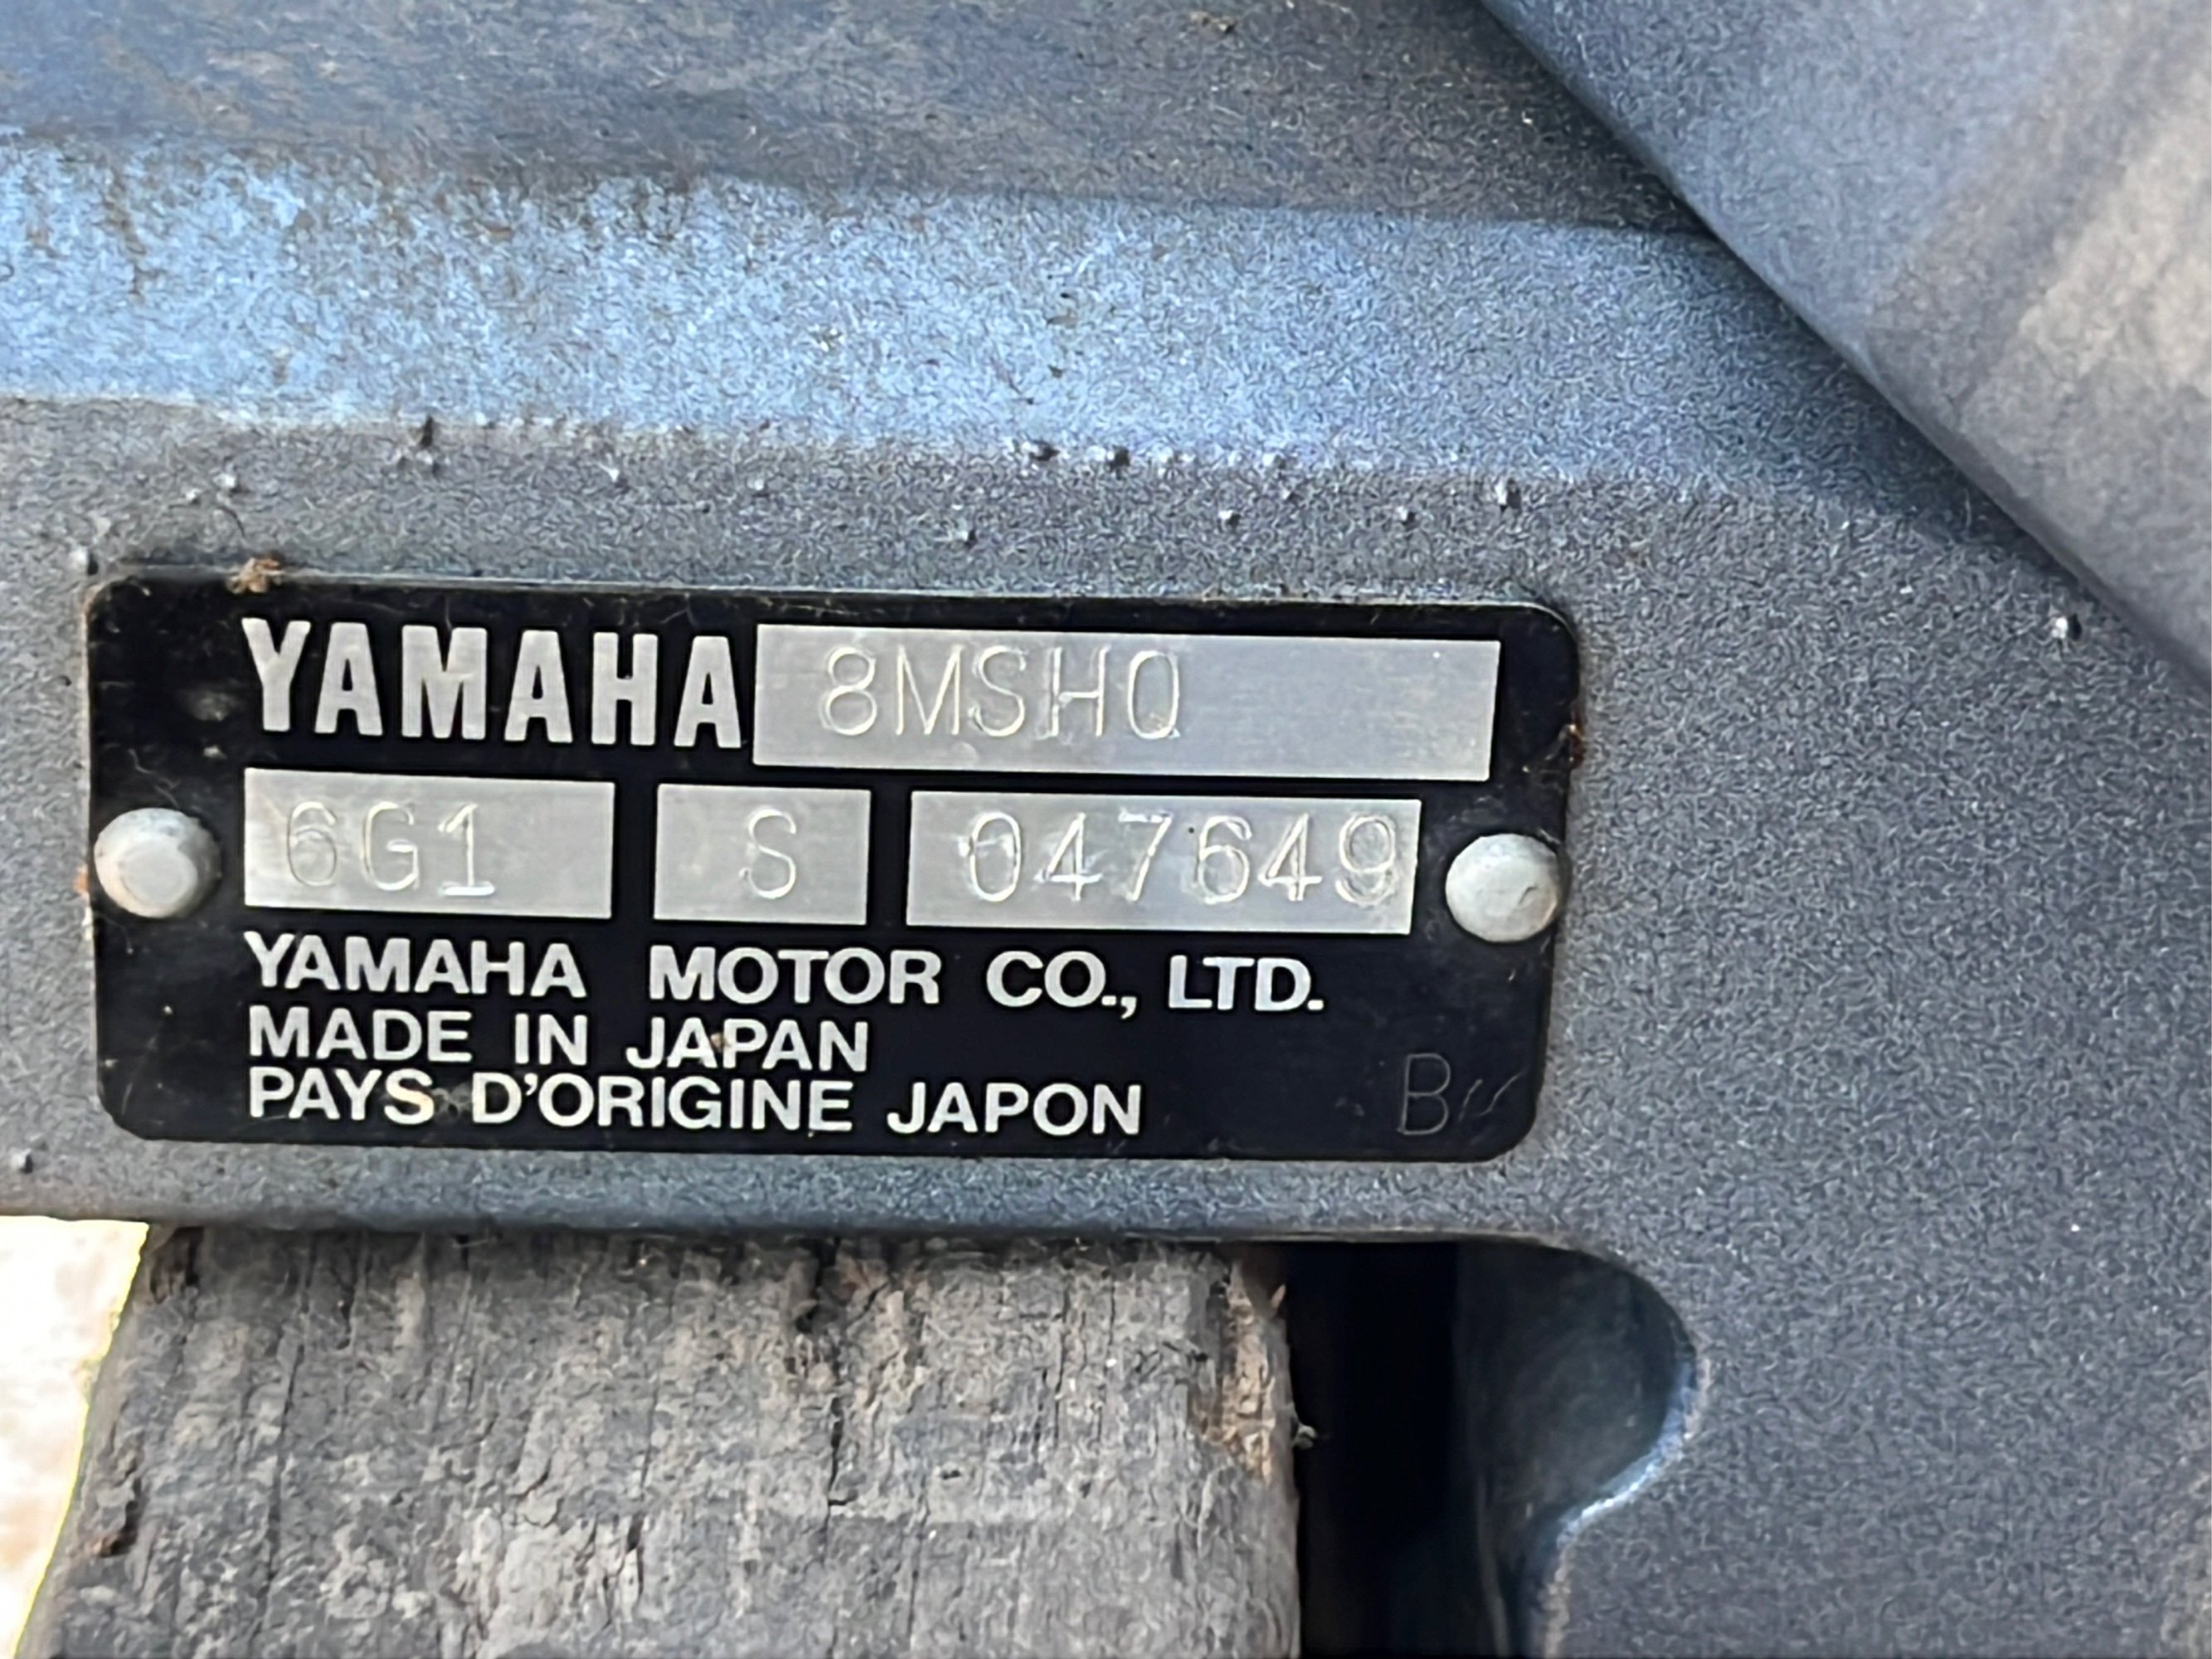 YAMAHA 8MSHQ
6G1 S 047649
YAMAHA MOTOR CO., LTD.
MADE IN JAPAN
PAYS D'ORIGINE JAPON
B